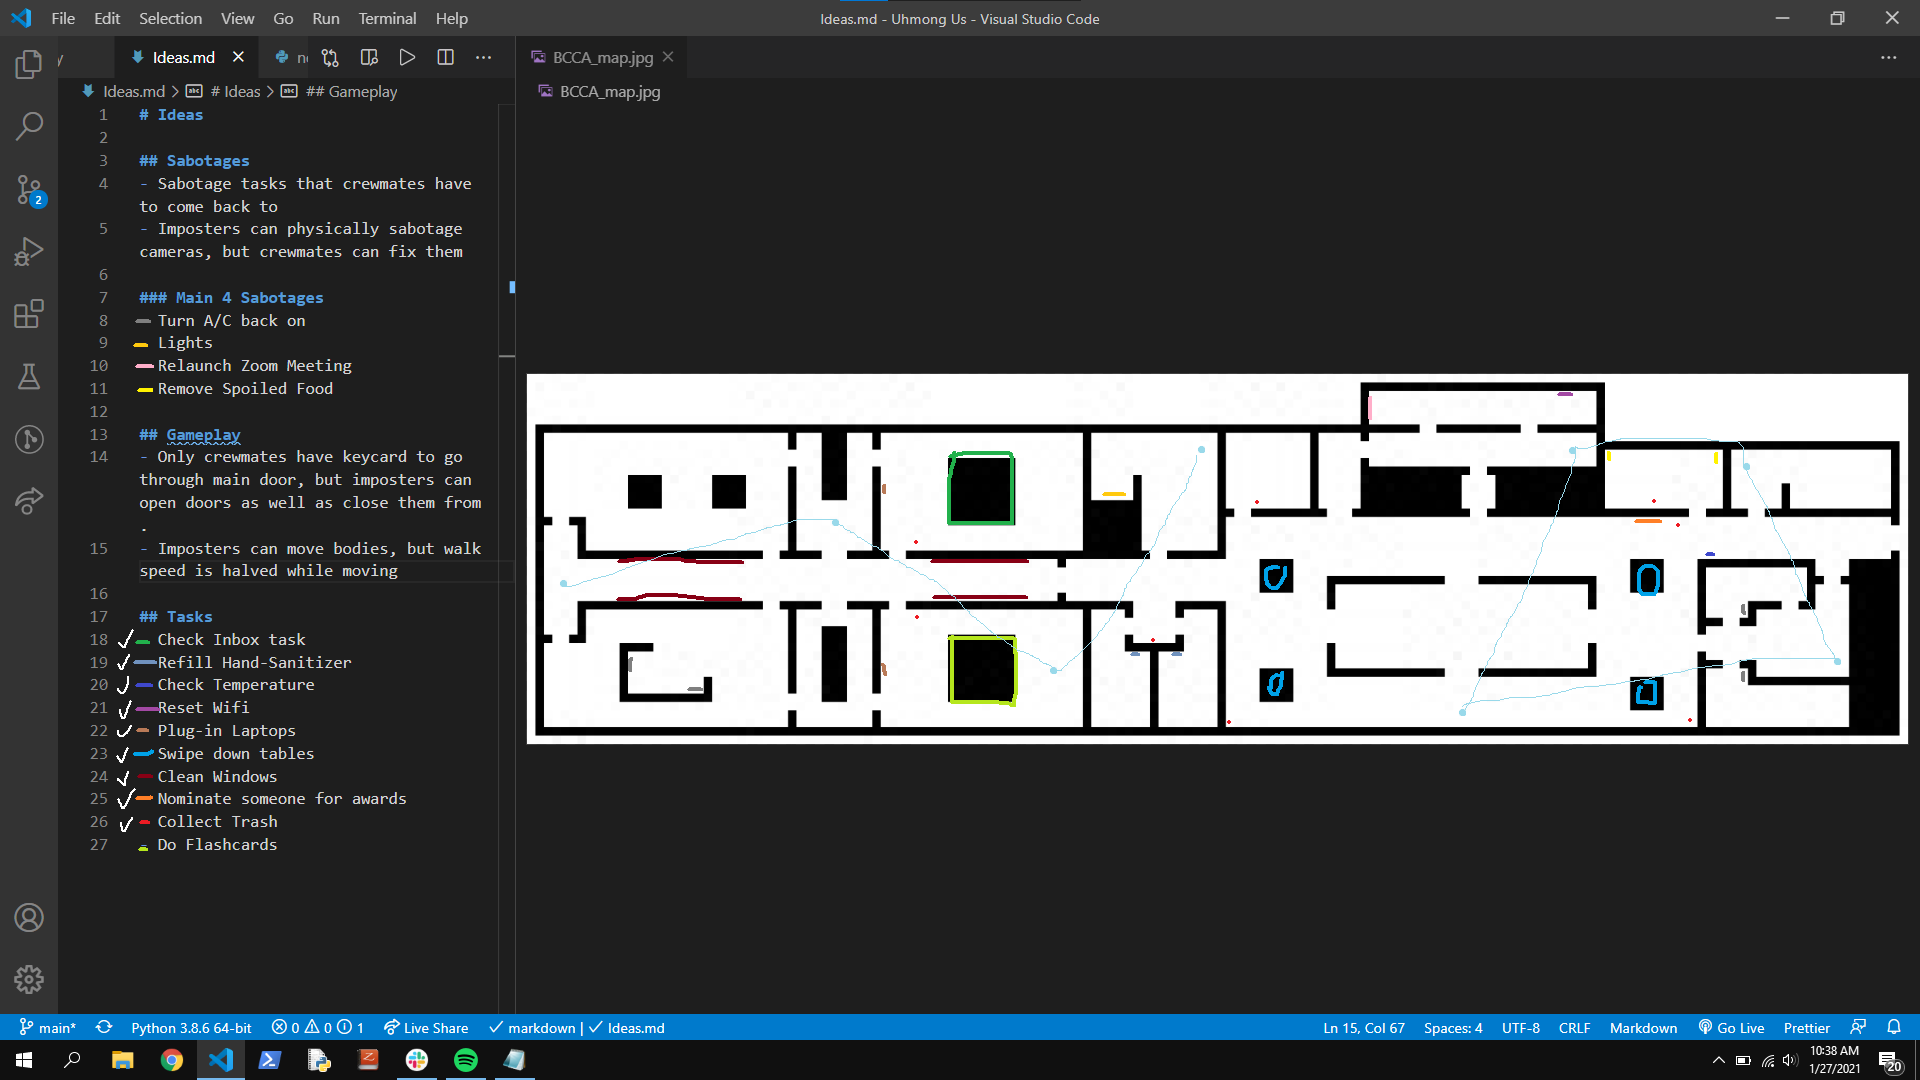 File Edit Selection View Go Run Terminal Help
Ideas.md - Uhmong Us - Visual Studio Code
Ideas.md
BCCA_map.jpg
Ideas.md > # Ideas > ## Gameplay
BCCA_map.jpg
1 # Ideas
2
3 ## Sabotages
4 - Sabotage tasks that crewmates have
to come back to
5 - Imposters can physically sabotage
cameras, but crewmates can fix them
6
7 ### Main 4 Sabotages
8 Turn A/C back on
9 Lights
10 Relaunch Zoom Meeting
11 Remove Spoiled Food
12
13 ## Gameplay
14 - Only crewmates have keycard to go
through main door, but imposters can
open doors as well as close them from
.
15 - Imposters can move bodies, but walk
speed is halved while moving
16
17 ## Tasks
18 Check Inbox task
19 Refill Hand-Sanitizer
20 Check Temperature
21 Reset Wifi
22 Plug-in Laptops
23 Swipe down tables
24 Clean Windows
25 Nominate someone for awards
26 Collect Trash
27 Do Flashcards
2
main* Python 3.8.6 64-bit 0 0 1 Live Share markdown | Ideas.md
Ln 15, Col 67 Spaces: 4 UTF-8 CRLF Markdown Go Live Prettier
10:38 AM
1/27/2021
20